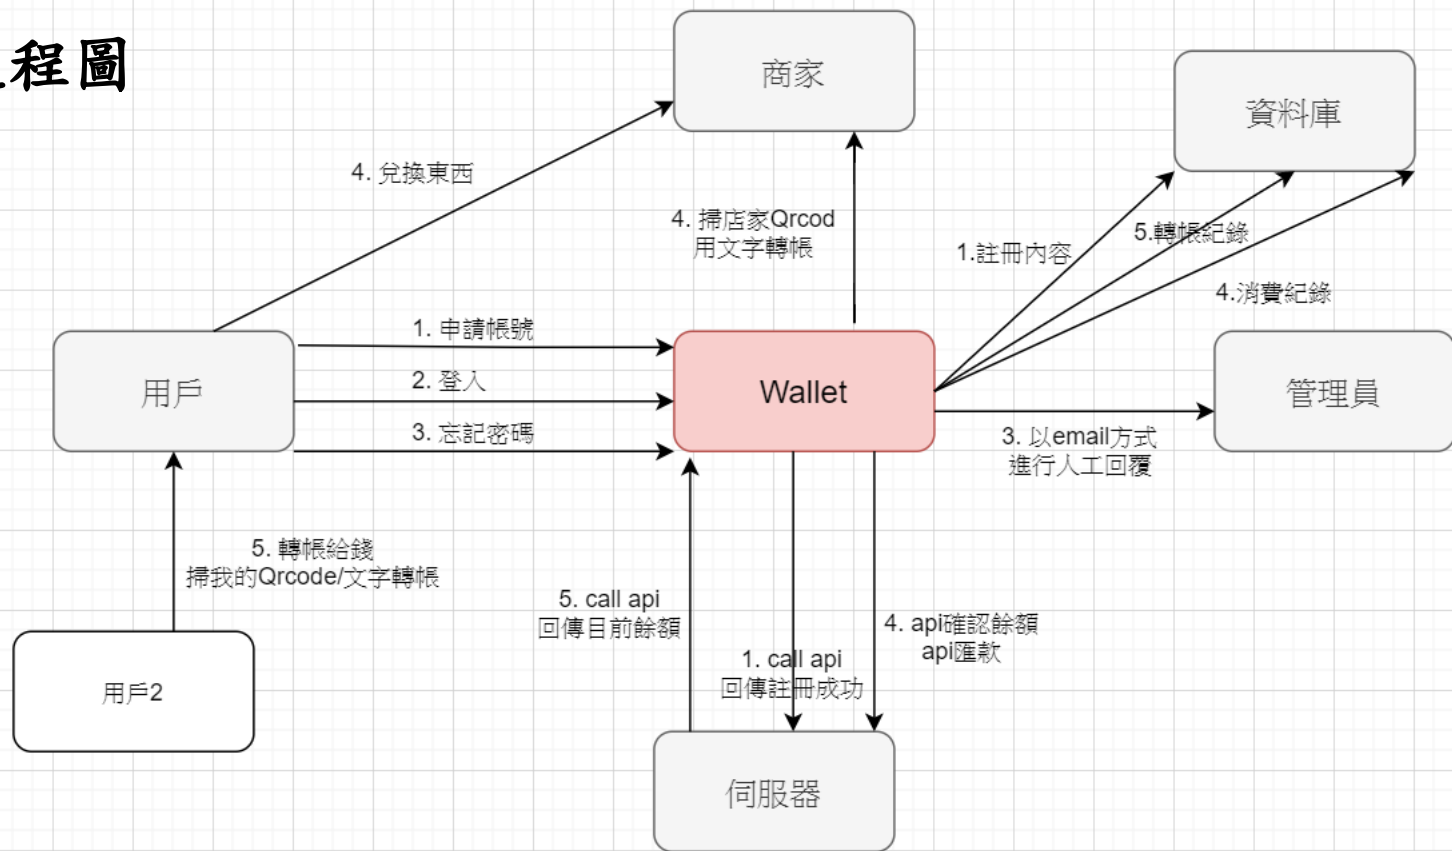 程圖
商家
資料庫
4. 兌換東西
4. 掃店家Qrcod
用文字轉帳
1.註冊內容
5.轉帳紀錄
4.消費紀錄
用戶
1. 申請帳號
2. 登入
3. 忘記密碼
Wallet
管理員
3. 以email方式
進行人工回覆
5. 轉帳給錢
掃我的Qrcode/文字轉帳
5. call api
回傳目前餘額
1. call api
回傳註冊成功
4. api確認餘額
api匯款
用戶2
伺服器